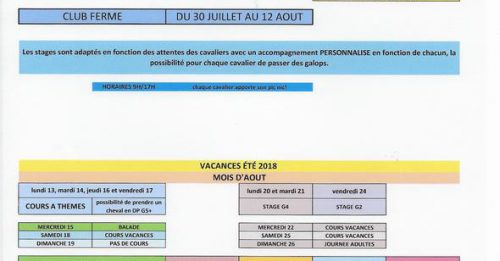 CLUB FERME DU 30 JUILLET AU 12 AOUT
Les stages sont adaptés en fonction des attentes des cavaliers avec un accompagnement PERSONNALISE en fonction de chacun, la
possibilité pour chaque cavalier de passer des galops.
HORAIRES 9H/17H chaque cavalier apporte son pic nic!
VACANCES ÉTÉ 2018
MOIS D'AOUT
lundi 13, mardi 14, jeudi 16 et vendredi 17
COURS A THEMES
possibilité de prendre un
cheval en DP G5+
lundi 20 et mardi 21
STAGE G4
vendredi 24
STAGE G2
MERCREDI 15 BALADE
SAMEDI 18 COURS VACANCES
DIMANCHE 19 PAS DE COURS
MERCREDI 22 COURS VACANCES
SAMEDI 25 COURS VACANCES
DIMANCHE 26 JOURNEE ADULTES